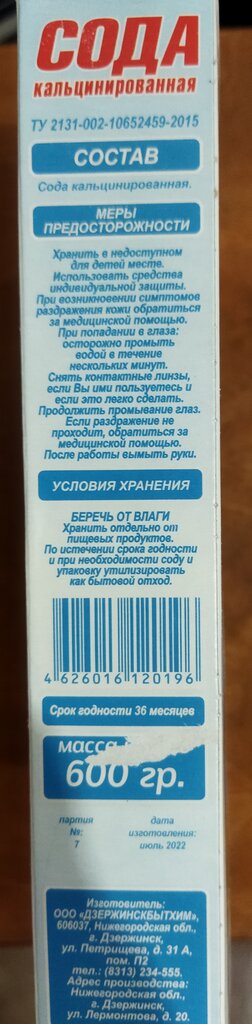 СОДА
кальцинированная
ТУ 2131-002-10652459-2015
СОСТАВ
Сода кальцинированная.
МЕРЫ
ПРЕДОСТОРОЖНОСТИ
Хранить в недоступном
для детей месте.
Использовать средства
индивидуальной защиты.
При возникновении симптомов
раздражения кожи обратиться
за медицинской помощью.
При попадании в глаза:
осторожно промыть
водой в течение
нескольких минут.
Снять контактные линзы,
если Вы ими пользуетесь и
если это легко сделать.
Продолжить промывание глаз.
Если раздражение не
проходит, обратиться за
медицинской помощью.
После работы вымыть руки.
УСЛОВИЯ ХРАНЕНИЯ
БЕРЕЧЬ ОТ ВЛАГИ
Хранить отдельно от
пищевых продуктов.
По истечении срока годности
и при необходимости соду и
упаковку утилизировать
как бытовой отход.
4 626016 120196
Срок годности 36 месяцев
масса
600 гр.
партия дата
№: изготовления:
7 июль 2022
Изготовитель:
ООО «ДЗЕРЖИНСКБЫТХИМ»,
606037, Нижегородская обл.,
г. Дзержинск,
ул. Петрищева, д. 31 А,
пом. П2
тел.: (8313) 234-555.
Адрес производства:
Нижегородская обл.,
г. Дзержинск,
ул. Лермонтова, д. 20.